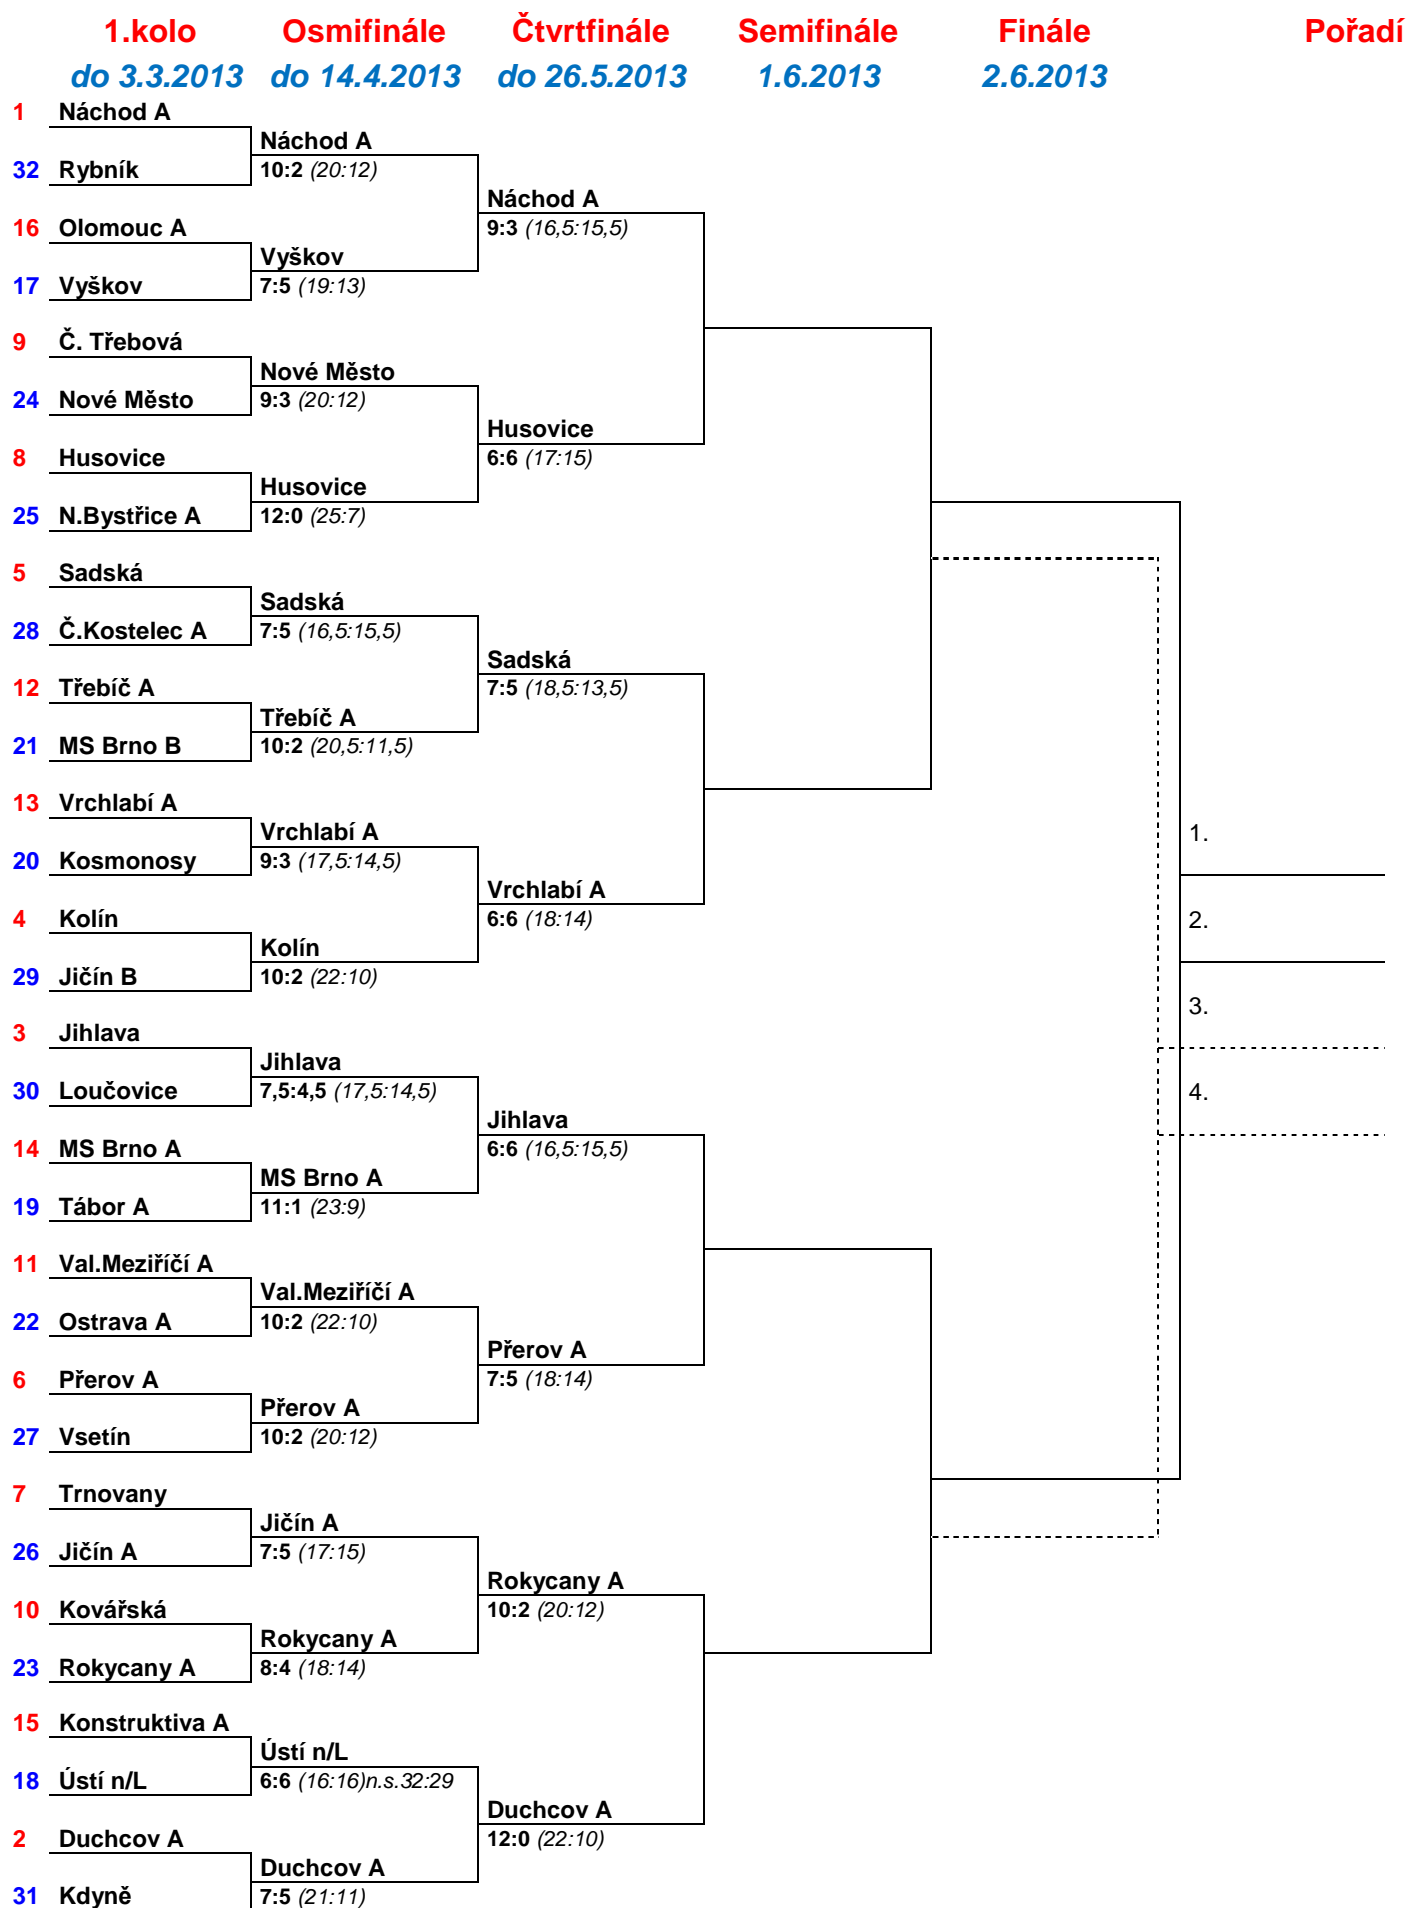 1.kolo Osmifinále Čtvrtfinále Semifinále Finále Pořadí
do 3.3.2013 do 14.4.2013 do 26.5.2013 1.6.2013 2.6.2013
1 Náchod A
Náchod A
32 Rybník 10:2 (20:12)
Náchod A
16 Olomouc A 9:3 (16,5:15,5)
Vyškov
17 Vyškov 7:5 (19:13)
9 Č. Třebová
Nové Město
24 Nové Město 9:3 (20:12)
Husovice
8 Husovice 6:6 (17:15)
Husovice
25 N.Bystřice A 12:0 (25:7)
5 Sadská
Sadská
28 Č.Kostelec A 7:5 (16,5:15,5)
Sadská
12 Třebíč A 7:5 (18,5:13,5)
Třebíč A
21 MS Brno B 10:2 (20,5:11,5)
13 Vrchlabí A
Vrchlabí A 1.
20 Kosmonosy 9:3 (17,5:14,5)
Vrchlabí A
4 Kolín 6:6 (18:14) 2.
Kolín
29 Jičín B 10:2 (22:10)
3.
3 Jihlava
Jihlava
30 Loučovice 7,5:4,5 (17,5:14,5) 4.
Jihlava
14 MS Brno A 6:6 (16,5:15,5)
MS Brno A
19 Tábor A 11:1 (23:9)
11 Val.Meziříčí A
Val.Meziříčí A
22 Ostrava A 10:2 (22:10)
Přerov A
6 Přerov A 7:5 (18:14)
Přerov A
27 Vsetín 10:2 (20:12)
7 Trnovany
Jičín A
26 Jičín A 7:5 (17:15)
Rokycany A
10 Kovářská 10:2 (20:12)
Rokycany A
23 Rokycany A 8:4 (18:14)
15 Konstruktiva A
Ústí n/L
18 Ústí n/L 6:6 (16:16)n.s.32:29
Duchcov A
2 Duchcov A 12:0 (22:10)
Duchcov A
31 Kdyně 7:5 (21:11)